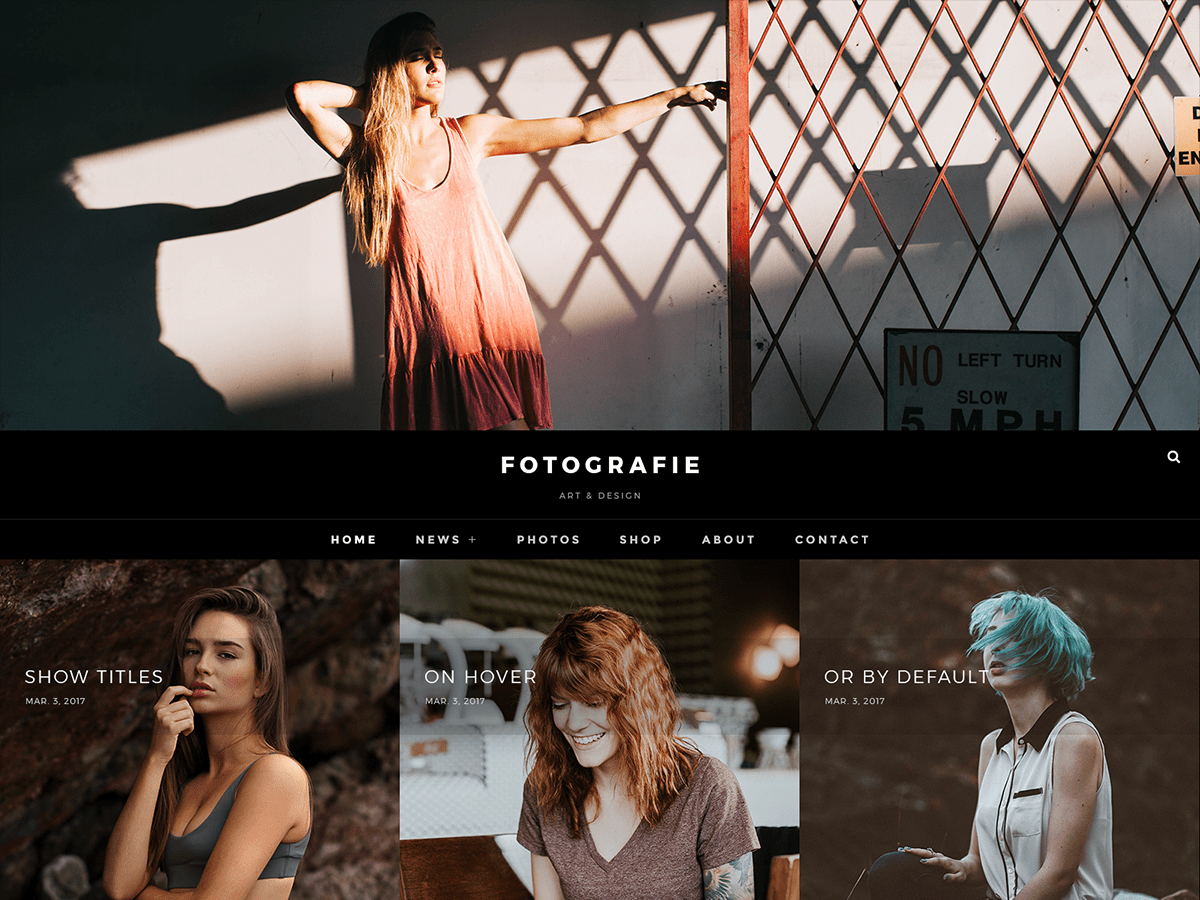 NO LEFT TURN
SLOW
5 MPH
FOTOGRAFIE
ART & DESIGN
HOME NEWS + PHOTOS SHOP ABOUT CONTACT
SHOW TITLES
MAR. 3, 2017
ON HOVER
MAR. 3, 2017
OR BY DEFAULT
MAR. 3, 2017